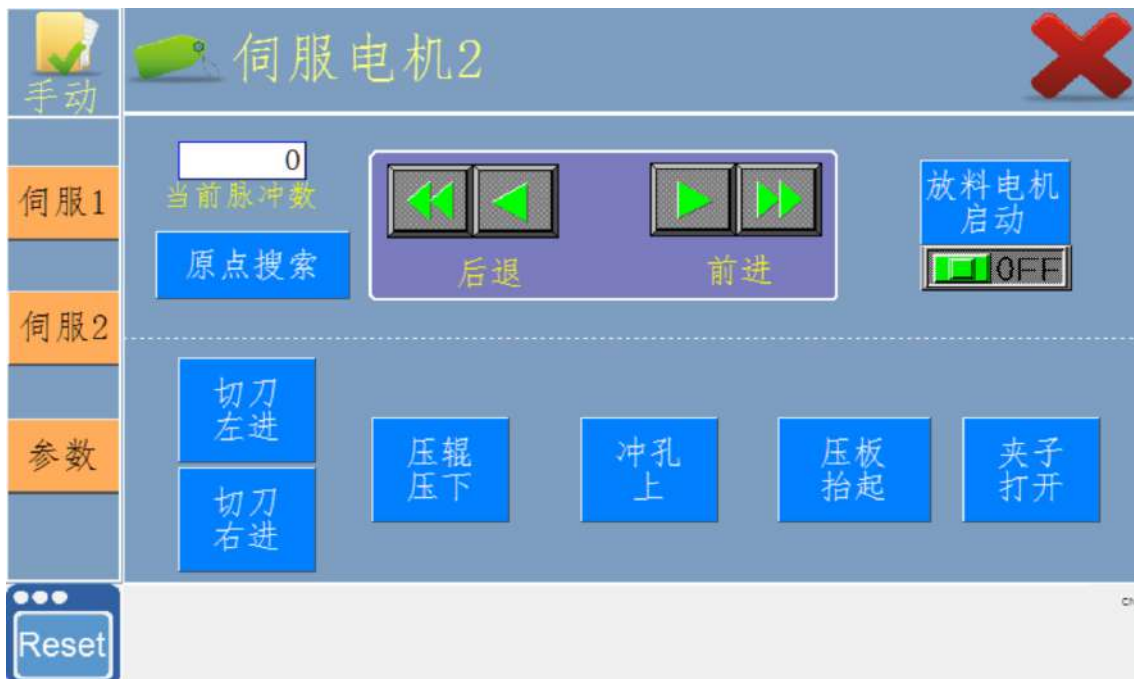 手动
伺服电机2
伺服1
伺服2
参数
0
当前脉冲数
原点搜索
后退
前进
放料电机
启动
OFF
切刀
左进
切刀
右进
压辊
压下
冲孔
上
压板
抬起
夹子
打开
Reset